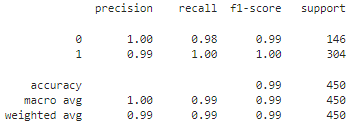 precision recall f1-score support
0 1.00 0.98 0.99 146
1 0.99 1.00 1.00 304
accuracy 0.99 450
macro avg 1.00 0.99 0.99 450
weighted avg 0.99 0.99 0.99 450